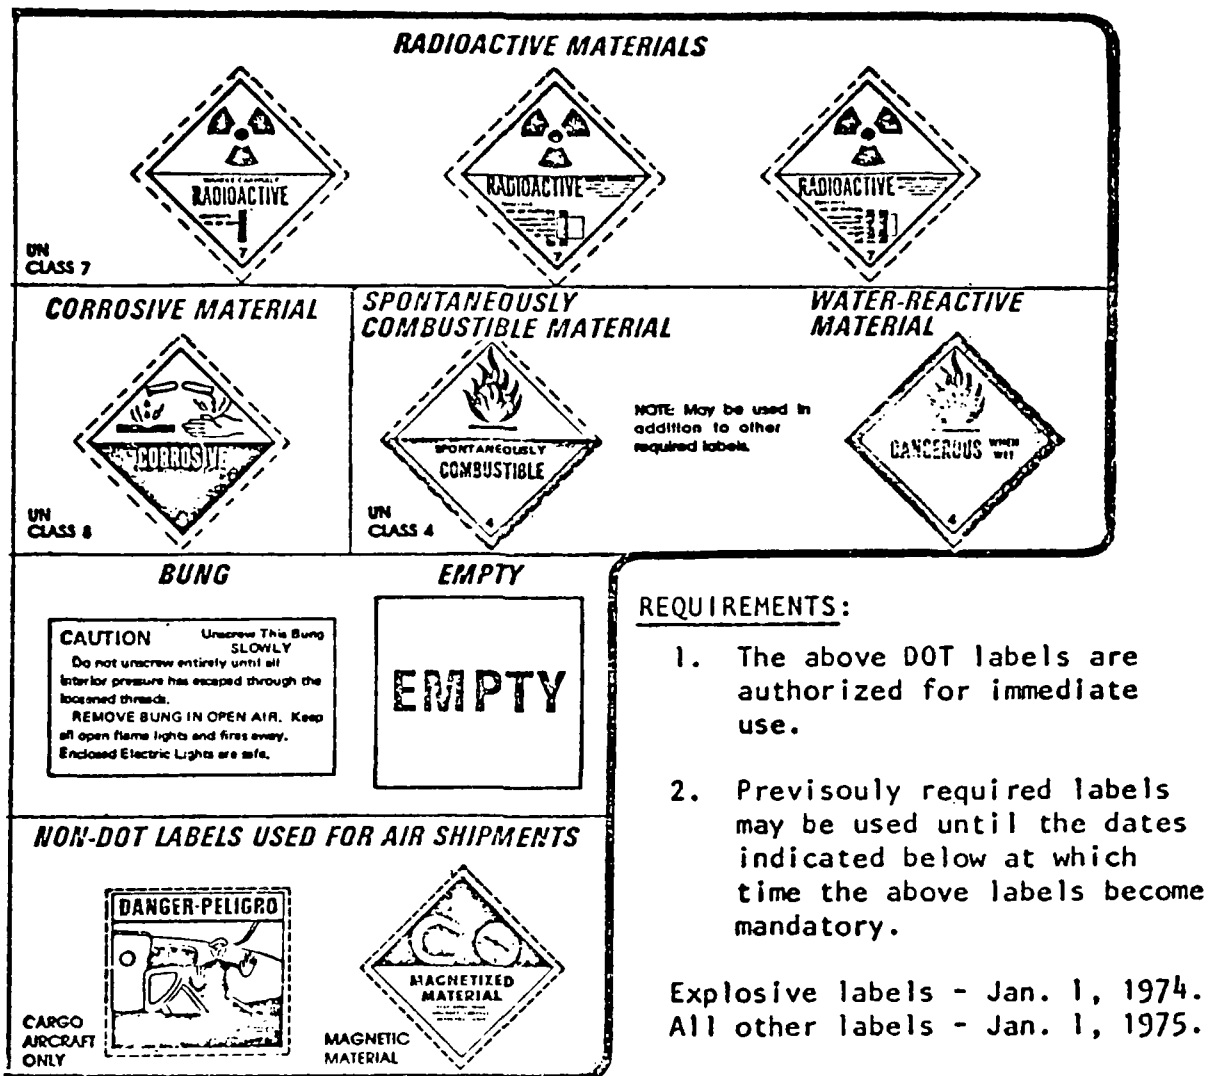 RADIOACTIVE MATERIALS
RADIOACTIVE
7
RADIOACTIVE
7
RADIOACTIVE
7
UN
CLASS 7
CORROSIVE MATERIAL
CORROSIVE
UN
CLASS 8
SPONTANEOUSLY
COMBUSTIBLE MATERIAL
SPONTANEOUSLY
COMBUSTIBLE
4
UN
CLASS 4
NOTE: May be used in
addition to other
required labels.
WATER-REACTIVE
MATERIAL
DANGEROUS WHEN
WET
4
BUNG
CAUTION Unscrew This Bung
SLOWLY
Do not unscrew entirely until all
interior pressure has escaped through the
loosened threads.
REMOVE BUNG IN OPEN AIR. Keep
all open flame lights and fires away.
Enclosed Electric Lights are safe.
EMPTY
EMPTY
NON-DOT LABELS USED FOR AIR SHIPMENTS
DANGER-PELIGRO
CARGO
AIRCRAFT
ONLY
MAGNETIZED
MATERIAL
MAGNETIC
MATERIAL
REQUIREMENTS:
1. The above DOT labels are
authorized for immediate
use.
2. Previsouly required labels
may be used until the dates
indicated below at which
time the above labels become
mandatory.
Explosive labels - Jan. 1, 1974.
All other labels - Jan. 1, 1975.